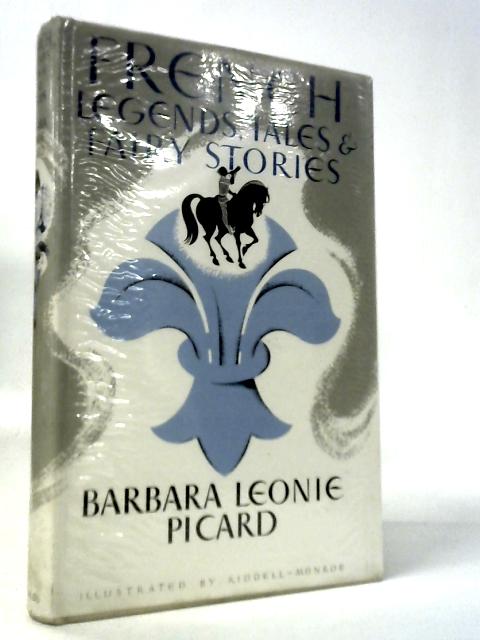 FRENCH
LEGENDS, TALES &
FAIRY STORIES
BARBARA LEONIE
PICARD
ILLUSTRATED BY KIDDELL-MONROE